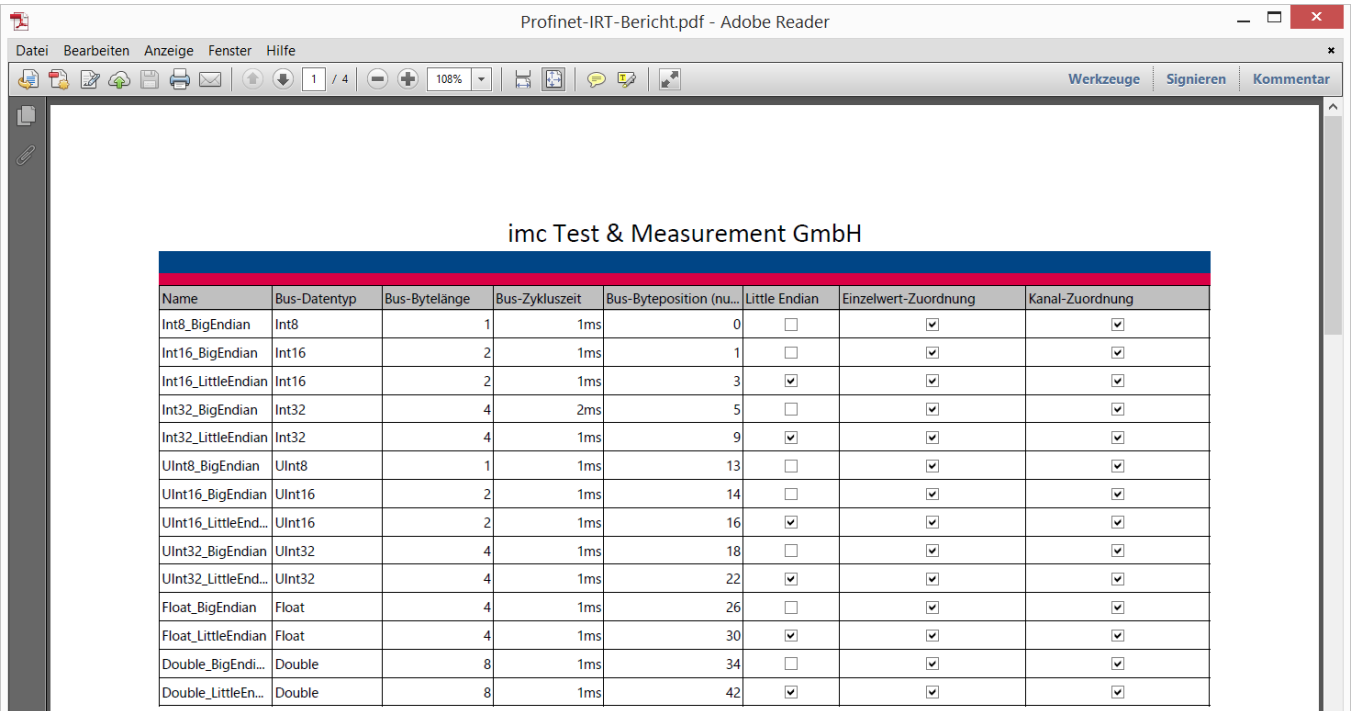 Profinet-IRT-Bericht.pdf - Adobe Reader
Datei Bearbeiten Anzeige Fenster Hilfe
1 / 4 108% Werkzeuge Signieren Kommentar
imc Test & Measurement GmbH
Name Bus-Datentyp Bus-Bytelänge Bus-Zykluszeit Bus-Byteposition (nu... Little Endian Einzelwert-Zuordnung Kanal-Zuordnung
Int8_BigEndian Int8 1 1ms 0
Int16_BigEndian Int16 2 1ms 1
Int16_LittleEndian Int16 2 1ms 3
Int32_BigEndian Int32 4 2ms 5
Int32_LittleEndian Int32 4 1ms 9
UInt8_BigEndian UInt8 1 1ms 13
UInt16_BigEndian UInt16 2 1ms 14
UInt16_LittleEnd... UInt16 2 1ms 16
UInt32_BigEndian UInt32 4 1ms 18
UInt32_LittleEnd... UInt32 4 1ms 22
Float_BigEndian Float 4 1ms 26
Float_LittleEndian Float 4 1ms 30
Double_BigEndi... Double 8 1ms 34
Double_LittleEn... Double 8 1ms 42